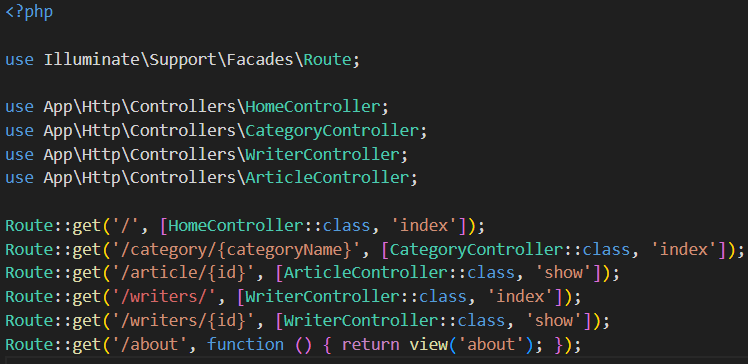 <?php
use Illuminate\Support\Facades\Route;
use App\Http\Controllers\HomeController;
use App\Http\Controllers\CategoryController;
use App\Http\Controllers\WriterController;
use App\Http\Controllers\ArticleController;
Route::get('/', [HomeController::class, 'index']);
Route::get('/category/{categoryName}', [CategoryController::class, 'index']);
Route::get('/article/{id}', [ArticleController::class, 'show']);
Route::get('/writers/', [WriterController::class, 'index']);
Route::get('/writers/{id}', [WriterController::class, 'show']);
Route::get('/about', function () { return view('about'); });